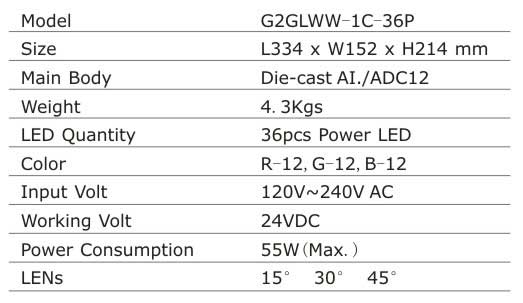 Model G2GLWW-1C-36P
Size L334 x W152 x H214 mm
Main Body Die-cast AI./ADC12
Weight 4.3Kgs
LED Quantity 36pcs Power LED
Color R-12,G-12,B-12
Input Volt 120V~240V AC
Working Volt 24VDC
Power Consumption 55W(Max.)
LENs 15° 30° 45°